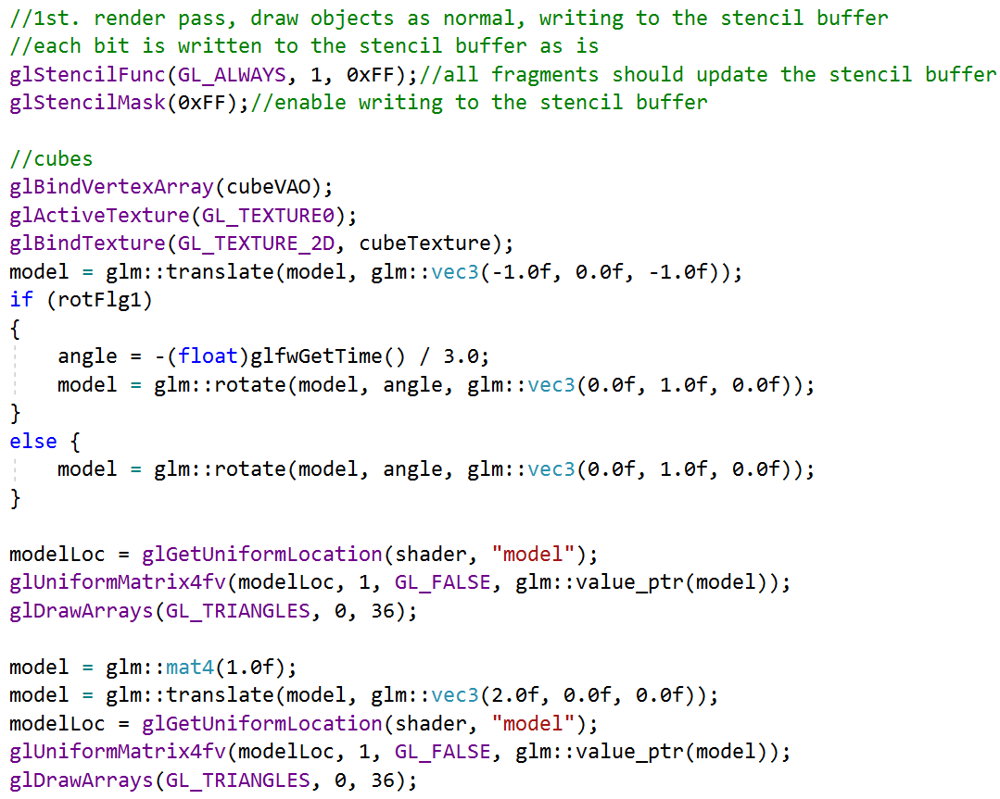 //1st. render pass, draw objects as normal, writing to the stencil buffer
//each bit is written to the stencil buffer as is
glStencilFunc(GL_ALWAYS, 1, 0xFF);//all fragments should update the stencil buffer
glStencilMask(0xFF);//enable writing to the stencil buffer

//cubes
glBindVertexArray(cubeVAO);
glActiveTexture(GL_TEXTURE0);
glBindTexture(GL_TEXTURE_2D, cubeTexture);
model = glm::translate(model, glm::vec3(-1.0f, 0.0f, -1.0f));
if (rotFlg1)
{
    angle = -(float)glfwGetTime() / 3.0;
    model = glm::rotate(model, angle, glm::vec3(0.0f, 1.0f, 0.0f));
}
else {
    model = glm::rotate(model, angle, glm::vec3(0.0f, 1.0f, 0.0f));
}

modelLoc = glGetUniformLocation(shader, "model");
glUniformMatrix4fv(modelLoc, 1, GL_FALSE, glm::value_ptr(model));
glDrawArrays(GL_TRIANGLES, 0, 36);

model = glm::mat4(1.0f);
model = glm::translate(model, glm::vec3(2.0f, 0.0f, 0.0f));
modelLoc = glGetUniformLocation(shader, "model");
glUniformMatrix4fv(modelLoc, 1, GL_FALSE, glm::value_ptr(model));
glDrawArrays(GL_TRIANGLES, 0, 36);